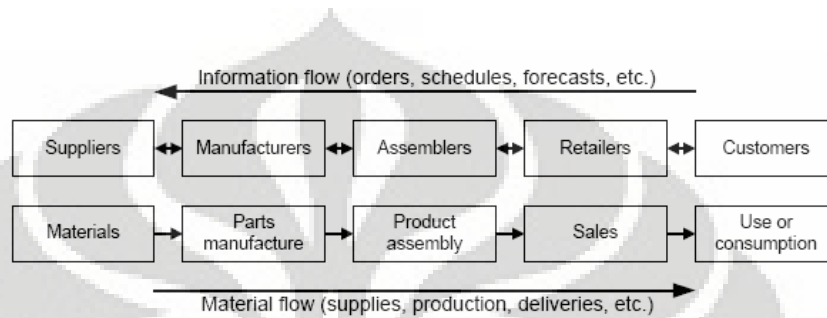 Information flow (orders, schedules, forecasts, etc.)
Suppliers
Manufacturers
Assemblers
Retailers
Customers
Materials
Parts
manufacture
Product
assembly
Sales
Use or
consumption
Material flow (supplies, production, deliveries, etc.)